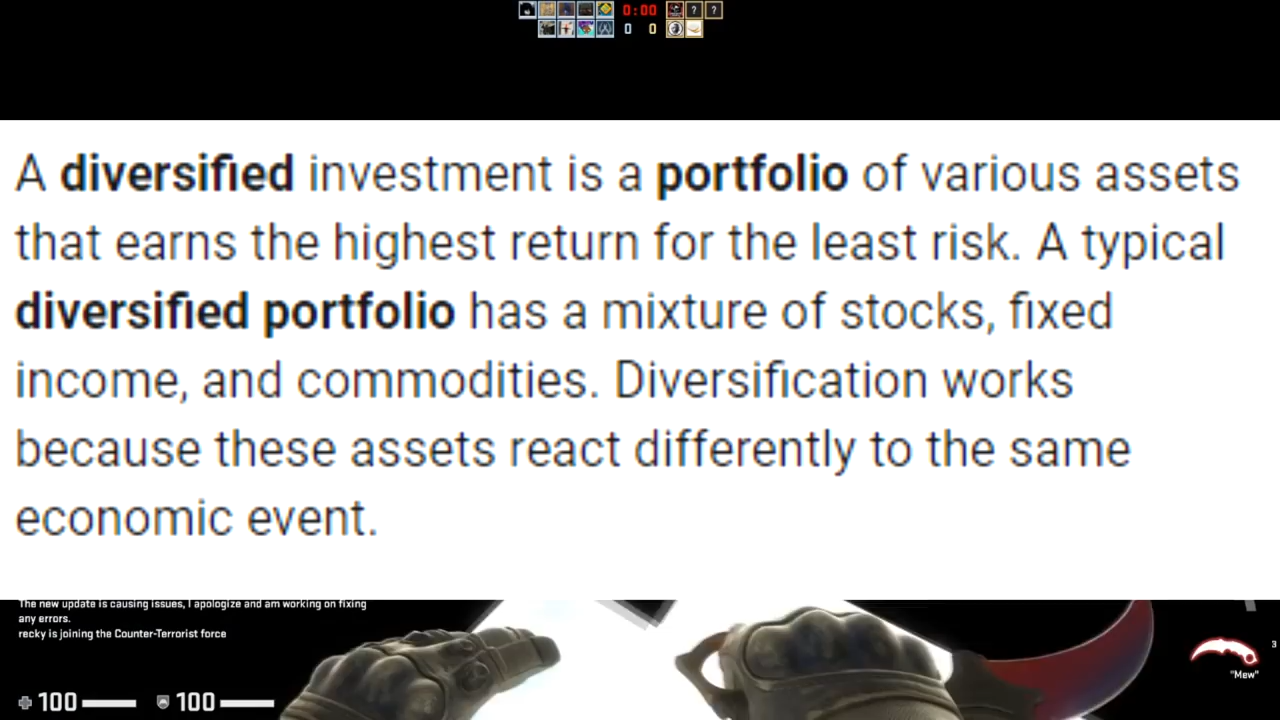 0:00
? ?
0 0
A diversified investment is a portfolio of various assets
that earns the highest return for the least risk. A typical
diversified portfolio has a mixture of stocks, fixed
income, and commodities. Diversification works
because these assets react differently to the same
economic event.
The new update is causing issues, I apologize and am working on fixing
any errors.
recky is joining the Counter-Terrorist force
3
"Mew"
100 100